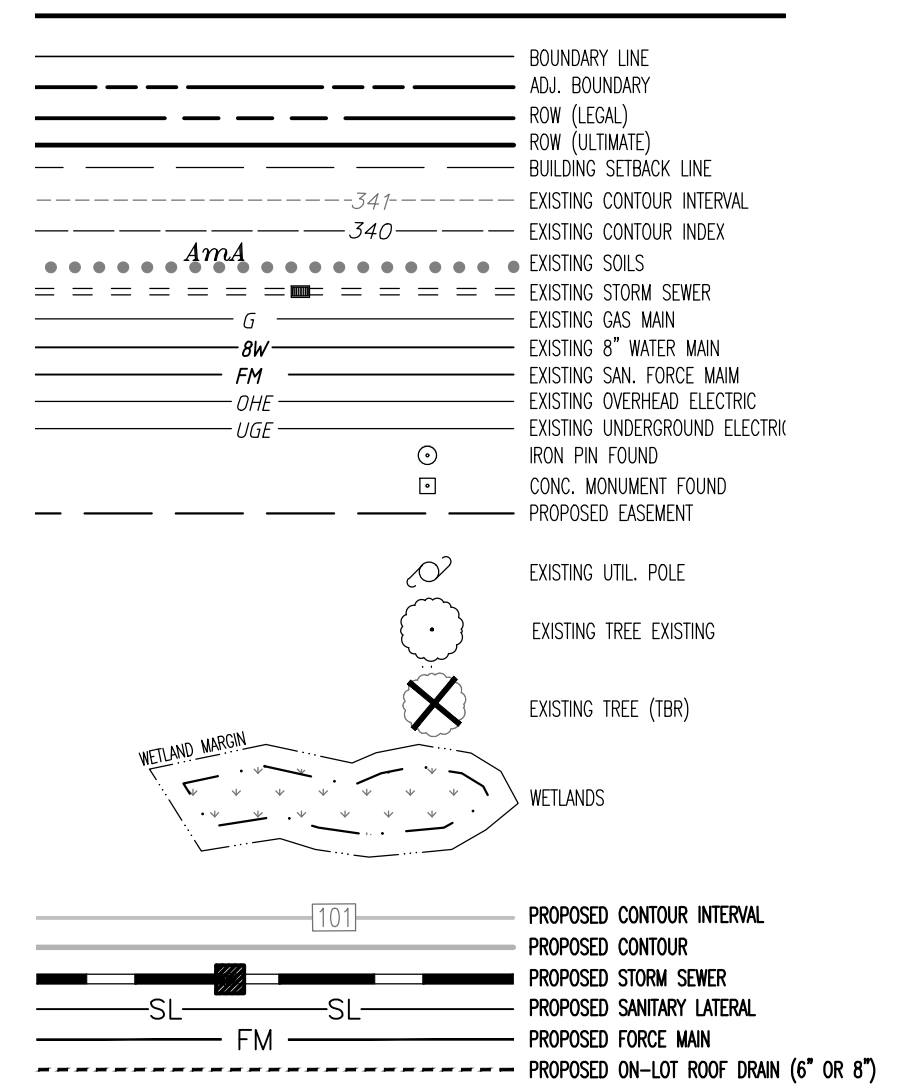 BOUNDARY LINE
ADJ. BOUNDARY
ROW (LEGAL)
ROW (ULTIMATE)
BUILDING SETBACK LINE
341 EXISTING CONTOUR INTERVAL
340 EXISTING CONTOUR INDEX
AmA EXISTING SOILS
EXISTING STORM SEWER
G EXISTING GAS MAIN
8W EXISTING 8" WATER MAIN
FM EXISTING SAN. FORCE MAIM
OHE EXISTING OVERHEAD ELECTRIC
UGE EXISTING UNDERGROUND ELECTRI
IRON PIN FOUND
CONC. MONUMENT FOUND
PROPOSED EASEMENT
EXISTING UTIL. POLE
EXISTING TREE EXISTING
EXISTING TREE (TBR)
WETLAND MARGIN
WETLANDS
101 PROPOSED CONTOUR INTERVAL
PROPOSED CONTOUR
PROPOSED STORM SEWER
SL SL PROPOSED SANITARY LATERAL
FM PROPOSED FORCE MAIN
PROPOSED ON-LOT ROOF DRAIN (6" OR 8")